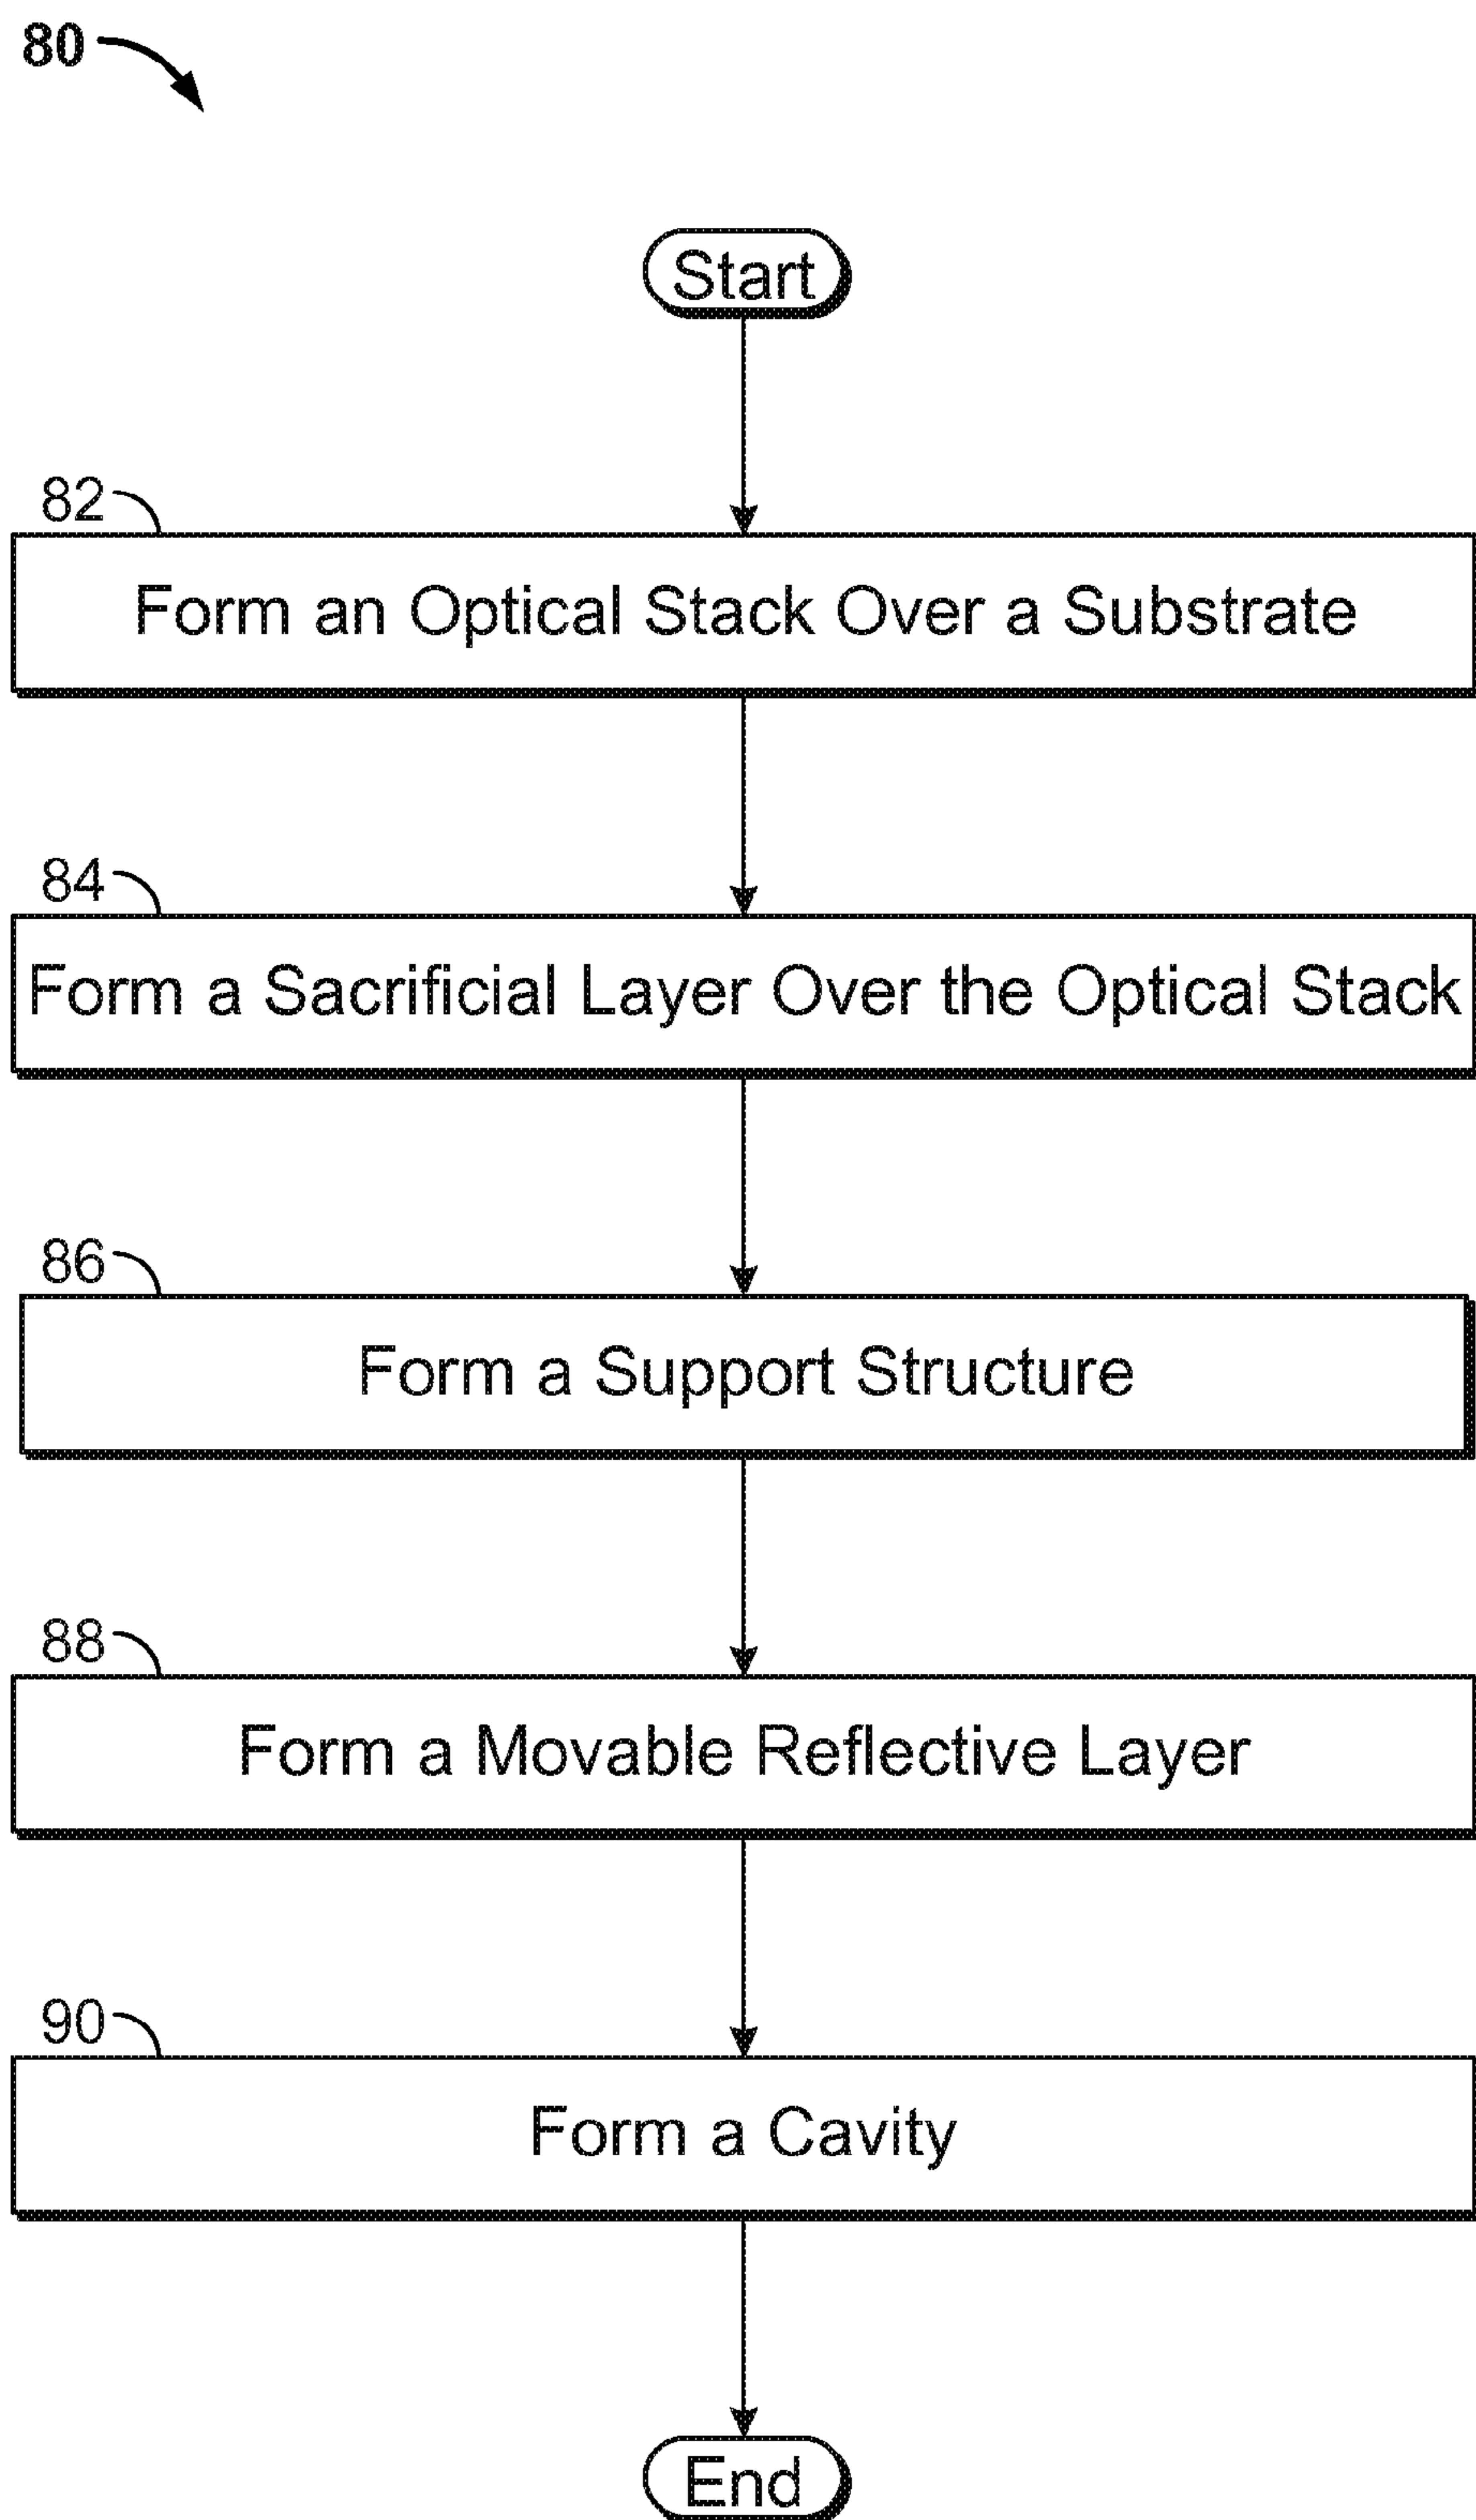 80
Start
82
Form an Optical Stack Over a Substrate
84
Form a Sacrificial Layer Over the Optical Stack
86
Form a Support Structure
88
Form a Movable Reflective Layer
90
Form a Cavity
End